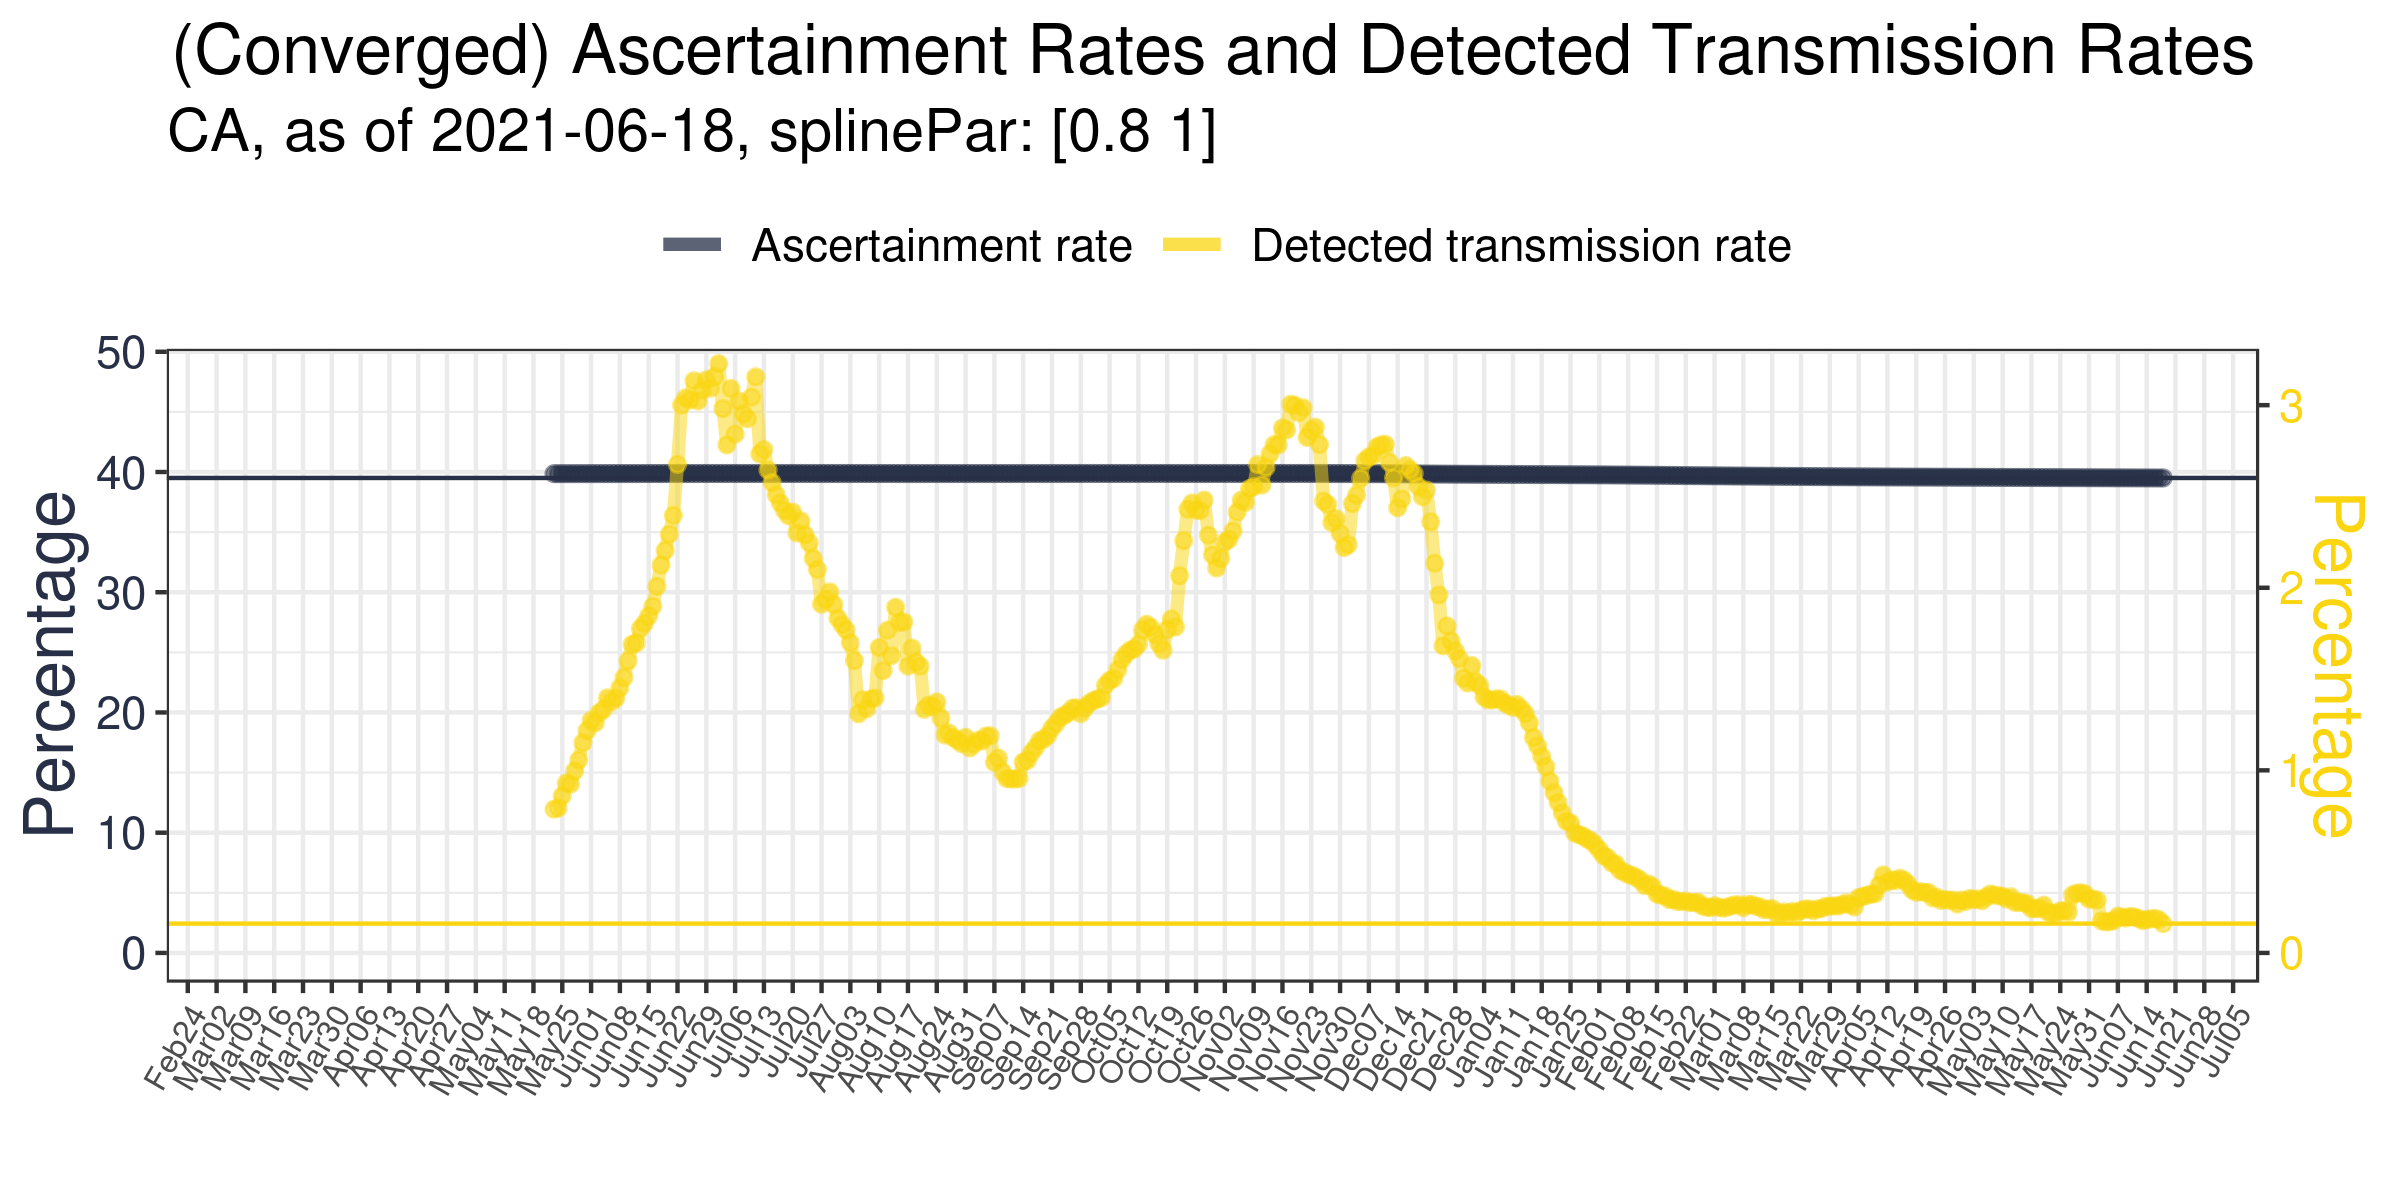 (Converged) Ascertainment Rates and Detected Transmission Rates
CA, as of 2021-06-18, splinePar: [0.8 1]
Ascertainment rate Detected transmission rate
Percentage
50
40
30
20
10
0
3
2
1
0
Percentage
Feb24 Mar02 Mar09 Mar16 Mar23 Mar30 Apr06 Apr13 Apr20 Apr27 May04 May11 May18 May25 Jun01 Jun08 Jun15 Jun22 Jun29 Jul06 Jul13 Jul20 Jul27 Aug03 Aug10 Aug17 Aug24 Aug31 Sep07 Sep14 Sep21 Sep28 Oct05 Oct12 Oct19 Oct26 Nov02 Nov09 Nov16 Nov23 Nov30 Dec07 Dec14 Dec21 Dec28 Jan04 Jan11 Jan18 Jan25 Feb01 Feb08 Feb15 Feb22 Mar01 Mar08 Mar15 Mar22 Mar29 Apr05 Apr12 Apr19 Apr26 May03 May10 May17 May24 May31 Jun07 Jun14 Jun21 Jun28 Jul05